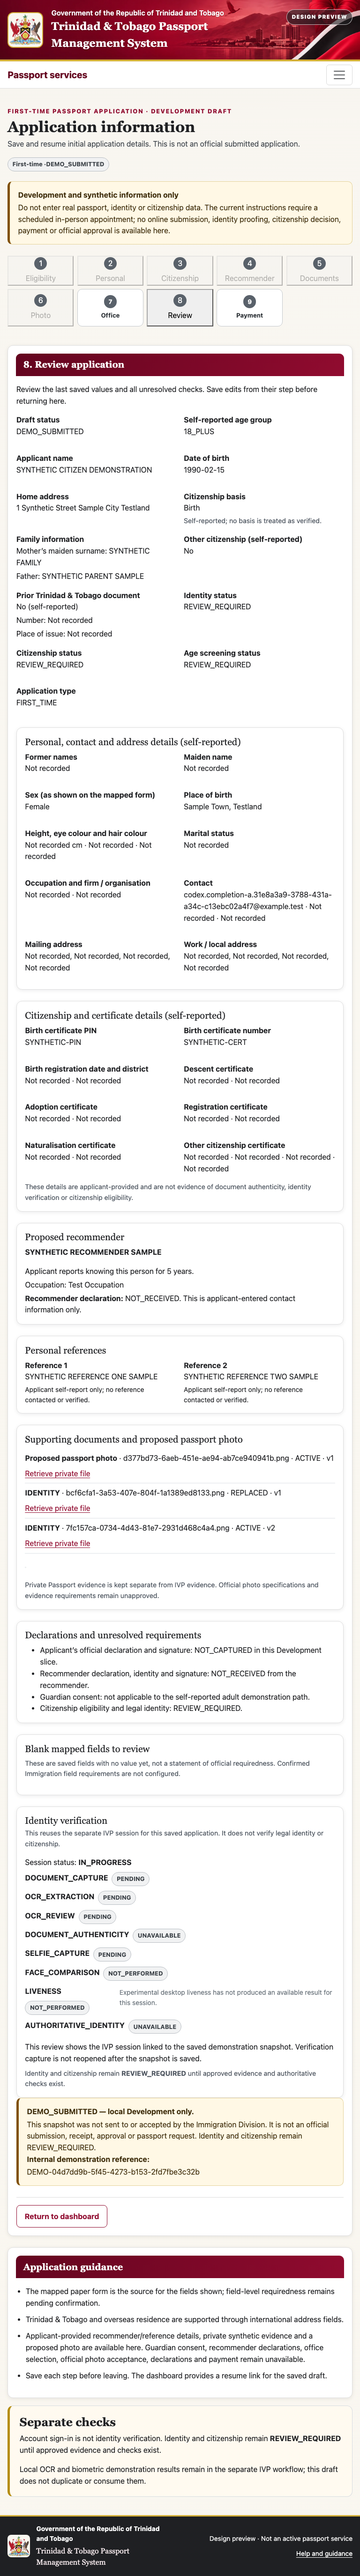 Government of the Republic of Trinidad and Tobago
Trinidad & Tobago Passport
Management System
DESIGN PREVIEW
Passport services
FIRST-TIME PASSPORT APPLICATION · DEVELOPMENT DRAFT
Application information
Save and resume initial application details. This is not an official submitted application.
First-time ·DEMO_SUBMITTED
Development and synthetic information only
Do not enter real passport, identity or citizenship data. The current instructions require a
scheduled in-person appointment; no online submission, identity proofing, citizenship decision,
payment or official approval is available here.
1
Eligibility
2
Personal
3
Citizenship
4
Recommender
5
Documents
6
Photo
7
Office
8
Review
9
Payment
8. Review application
Review the last saved values and all unresolved checks. Save edits from their step before
returning here.
Draft status
DEMO_SUBMITTED
Self-reported age group
18_PLUS
Applicant name
SYNTHETIC CITIZEN DEMONSTRATION
Date of birth
1990-02-15
Home address
1 Synthetic Street Sample City Testland
Citizenship basis
Birth
Self-reported; no basis is treated as verified.
Family information
Mother's maiden surname: SYNTHETIC
FAMILY
Father: SYNTHETIC PARENT SAMPLE
Other citizenship (self-reported)
No
Prior Trinidad & Tobago document
No (self-reported)
Number: Not recorded
Place of issue: Not recorded
Identity status
REVIEW_REQUIRED
Citizenship status
REVIEW_REQUIRED
Age screening status
REVIEW_REQUIRED
Application type
FIRST_TIME
Personal, contact and address details (self-reported)
Former names
Not recorded
Maiden name
Not recorded
Sex (as shown on the mapped form)
Female
Place of birth
Sample Town, Testland
Height, eye colour and hair colour
Not recorded cm · Not recorded · Not
recorded
Marital status
Not recorded
Occupation and firm / organisation
Not recorded · Not recorded
Contact
codex.completion-a.31e8a3a9-3788-431a-
a34c-c13ebc02a4f7@example.test · Not
recorded · Not recorded
Mailing address
Not recorded, Not recorded, Not recorded,
Not recorded
Work / local address
Not recorded, Not recorded, Not recorded,
Not recorded
Citizenship and certificate details (self-reported)
Birth certificate PIN
SYNTHETIC-PIN
Birth certificate number
SYNTHETIC-CERT
Birth registration date and district
Not recorded · Not recorded
Descent certificate
Not recorded · Not recorded
Adoption certificate
Not recorded · Not recorded
Registration certificate
Not recorded · Not recorded
Naturalisation certificate
Not recorded · Not recorded
Other citizenship certificate
Not recorded · Not recorded · Not recorded ·
Not recorded
These details are applicant-provided and are not evidence of document authenticity, identity
verification or citizenship eligibility.
Proposed recommender
SYNTHETIC RECOMMENDER SAMPLE
Applicant reports knowing this person for 5 years.
Occupation: Test Occupation
Recommender declaration: NOT_RECEIVED. This is applicant-entered contact
information only.
Personal references
Reference 1
SYNTHETIC REFERENCE ONE SAMPLE
Applicant self-report only; no reference
contacted or verified.
Reference 2
SYNTHETIC REFERENCE TWO SAMPLE
Applicant self-report only; no reference
contacted or verified.
Supporting documents and proposed passport photo
Proposed passport photo · d377bd73-6aeb-451e-ae94-ab7ce940941b.png · ACTIVE · v1
Retrieve private file
IDENTITY · bcf6cfa1-3a53-407e-804f-1a1389ed8133.png · REPLACED · v1
Retrieve private file
IDENTITY · 7fc157ca-0734-4d43-81e7-2931d468c4a4.png · ACTIVE · v2
Retrieve private file
Private Passport evidence is kept separate from IVP evidence. Official photo specifications and
evidence requirements remain unapproved.
Declarations and unresolved requirements
• Applicant's official declaration and signature: NOT_CAPTURED in this Development
slice.
• Recommender declaration, identity and signature: NOT_RECEIVED from the
recommender.
• Guardian consent: not applicable to the self-reported adult demonstration path.
• Citizenship eligibility and legal identity: REVIEW_REQUIRED.
Blank mapped fields to review
These are saved fields with no value yet, not a statement of official requiredness. Confirmed
Immigration field requirements are not configured.
Identity verification
This reuses the separate IVP session for this saved application. It does not verify legal identity or
citizenship.
Session status: IN_PROGRESS
DOCUMENT_CAPTURE PENDING
OCR_EXTRACTION PENDING
OCR_REVIEW PENDING
DOCUMENT_AUTHENTICITY UNAVAILABLE
SELFIE_CAPTURE PENDING
FACE_COMPARISON NOT_PERFORMED
LIVENESS
NOT_PERFORMED
Experimental desktop liveness has not produced an available result for
this session.
AUTHORITATIVE_IDENTITY UNAVAILABLE
This review shows the IVP session linked to the saved demonstration snapshot. Verification
capture is not reopened after the snapshot is saved.
Identity and citizenship remain REVIEW_REQUIRED until approved evidence and authoritative
checks exist.
DEMO_SUBMITTED — local Development only.
This snapshot was not sent to or accepted by the Immigration Division. It is not an official
submission, receipt, approval or passport request. Identity and citizenship remain
REVIEW_REQUIRED.
Internal demonstration reference:
DEMO-04d7dd9b-5f45-4273-b153-2fd7fbe3c32b
Return to dashboard
Application guidance
• The mapped paper form is the source for the fields shown; field-level requiredness remains
pending confirmation.
• Trinidad & Tobago and overseas residence are supported through international address fields.
• Applicant-provided recommender/reference details, private synthetic evidence and a
proposed photo are available here. Guardian consent, recommender declarations, office
selection, official photo acceptance, declarations and payment remain unavailable.
• Save each step before leaving. The dashboard provides a resume link for the saved draft.
Separate checks
Account sign-in is not identity verification. Identity and citizenship remain REVIEW_REQUIRED
until approved evidence and checks exist.
Local OCR and biometric demonstration results remain in the separate IVP workflow; this draft
does not duplicate or consume them.
Government of the Republic of Trinidad
and Tobago
Trinidad & Tobago Passport
Management System
Design preview · Not an active passport service
Help and guidance